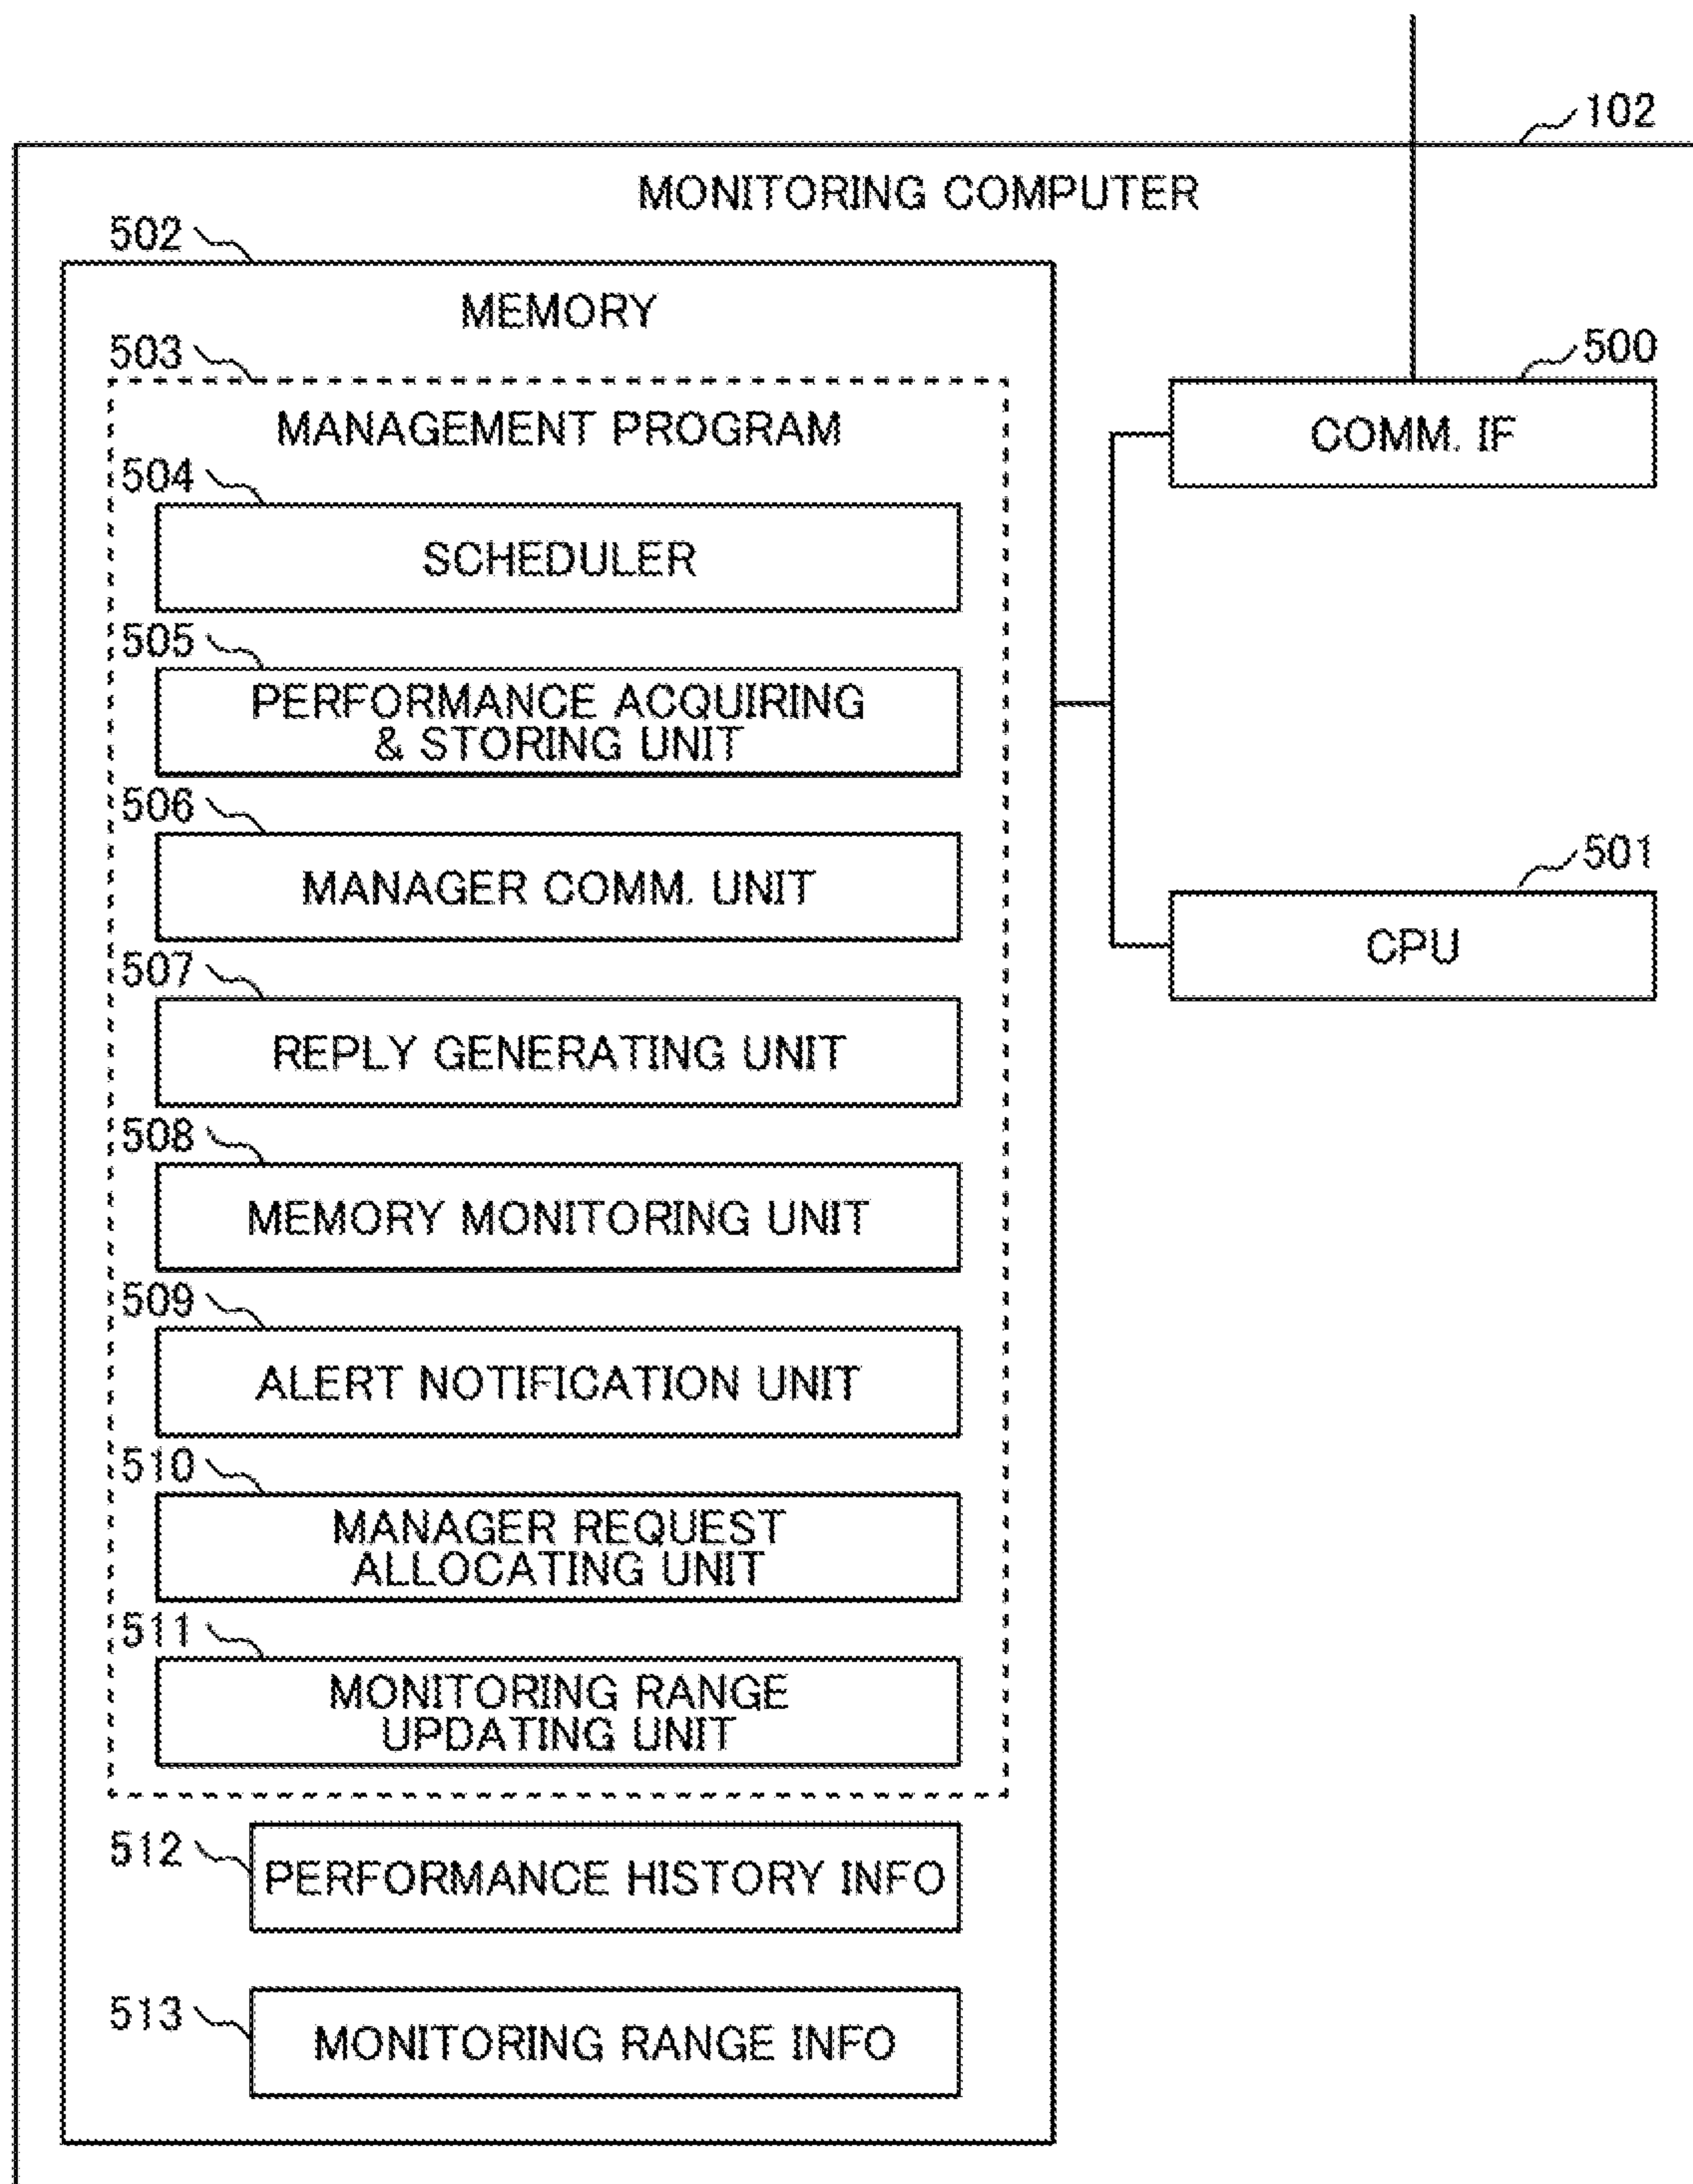 102
MONITORING COMPUTER
502
MEMORY
503
MANAGEMENT PROGRAM
504
SCHEDULER
505
PERFORMANCE ACQUIRING
& STORING UNIT
506
MANAGER COMM. UNIT
507
REPLY GENERATING UNIT
508
MEMORY MONITORING UNIT
509
ALERT NOTIFICATION UNIT
510
MANAGER REQUEST
ALLOCATING UNIT
511
MONITORING RANGE
UPDATING UNIT
512
PERFORMANCE HISTORY INFO
513
MONITORING RANGE INFO
500
COMM. IF
501
CPU